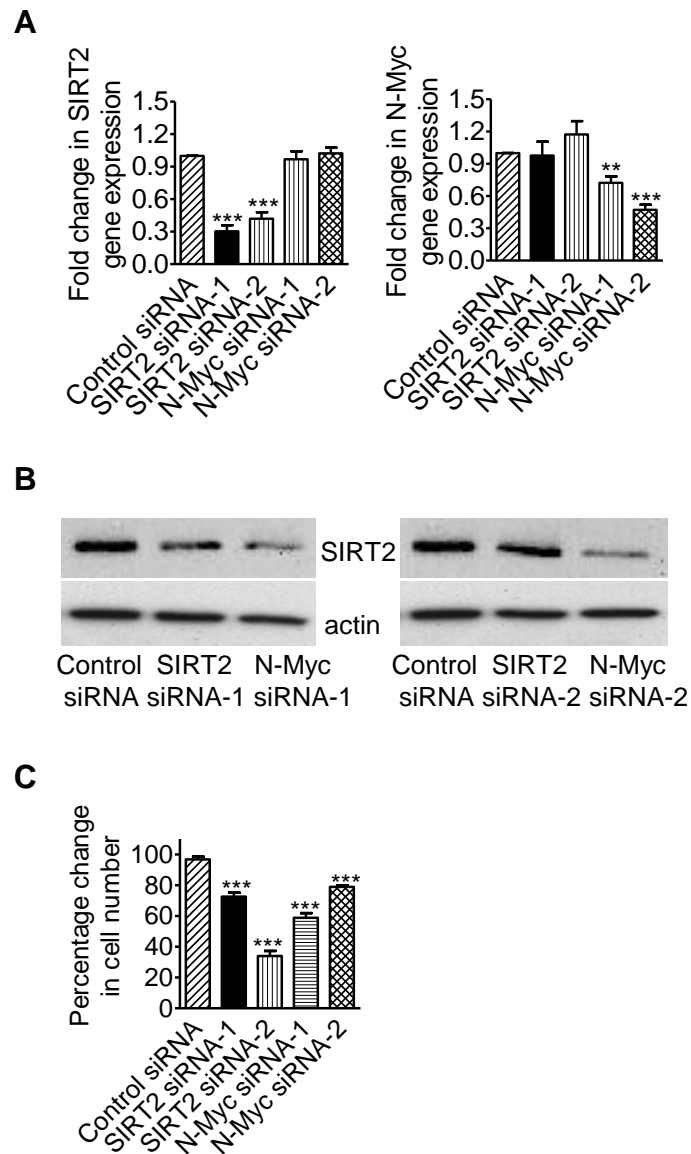 A
Fold change in SIRT2
gene expression
1.5
1.2
0.9
0.6
0.3
0.0
***
***
Control siRNA
SIRT2 siRNA-1
SIRT2 siRNA-2
N-Myc siRNA-1
N-Myc siRNA-2
Fold change in N-Myc
gene expression
1.5
1.2
0.9
0.6
0.3
0.0
**
***
Control siRNA
SIRT2 siRNA-1
SIRT2 siRNA-2
N-Myc siRNA-1
N-Myc siRNA-2
B
SIRT2
actin
Control SIRT2 N-Myc
siRNA siRNA-1 siRNA-1
Control SIRT2 N-Myc
siRNA siRNA-2 siRNA-2
C
Percentage change
in cell number
100
80
60
40
20
0
***
***
***
***
Control siRNA
SIRT2 siRNA-1
SIRT2 siRNA-2
N-Myc siRNA-1
N-Myc siRNA-2